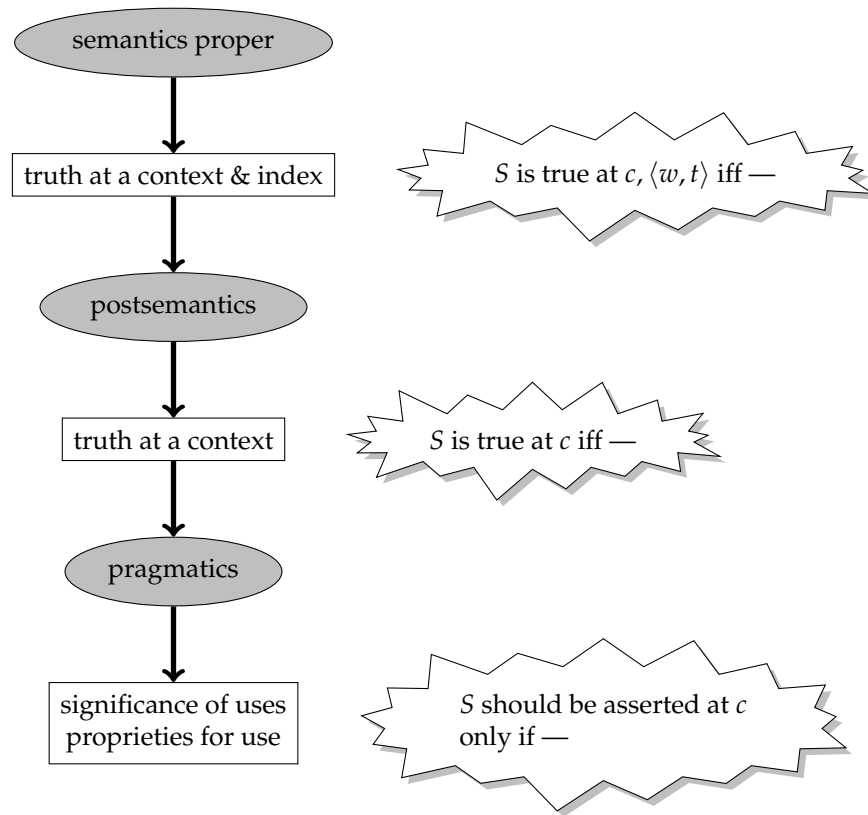 semantics proper
truth at a context & index
S is true at c, ⟨w, t⟩ iff —
postsemantics
truth at a context
S is true at c iff —
pragmatics
significance of uses
proprieties for use
S should be asserted at c
only if —